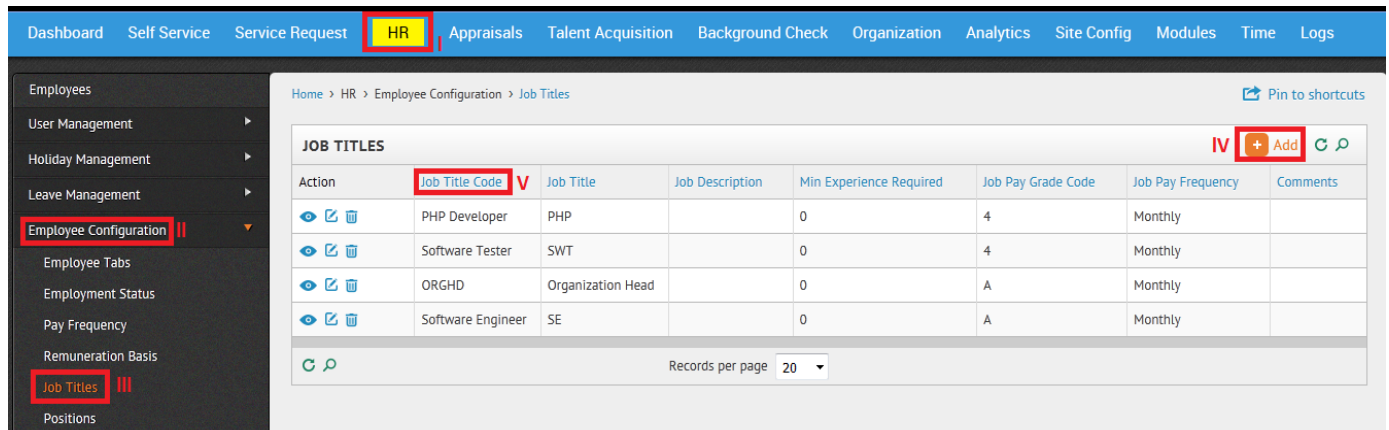 Dashboard Self Service Service Request HR I Appraisals Talent Acquisition Background Check Organization Analytics Site Config Modules Time Logs
Employees
User Management
Holiday Management
Leave Management
Employee Configuration II
Employee Tabs
Employment Status
Pay Frequency
Remuneration Basis
Job Titles III
Positions
Home > HR > Employee Configuration > Job Titles Pin to shortcuts
JOB TITLES IV + Add
Action Job Title Code V Job Title Job Description Min Experience Required Job Pay Grade Code Job Pay Frequency Comments
PHP Developer PHP 0 4 Monthly
Software Tester SWT 0 4 Monthly
ORGHD Organization Head 0 A Monthly
Software Engineer SE 0 A Monthly
Records per page 20